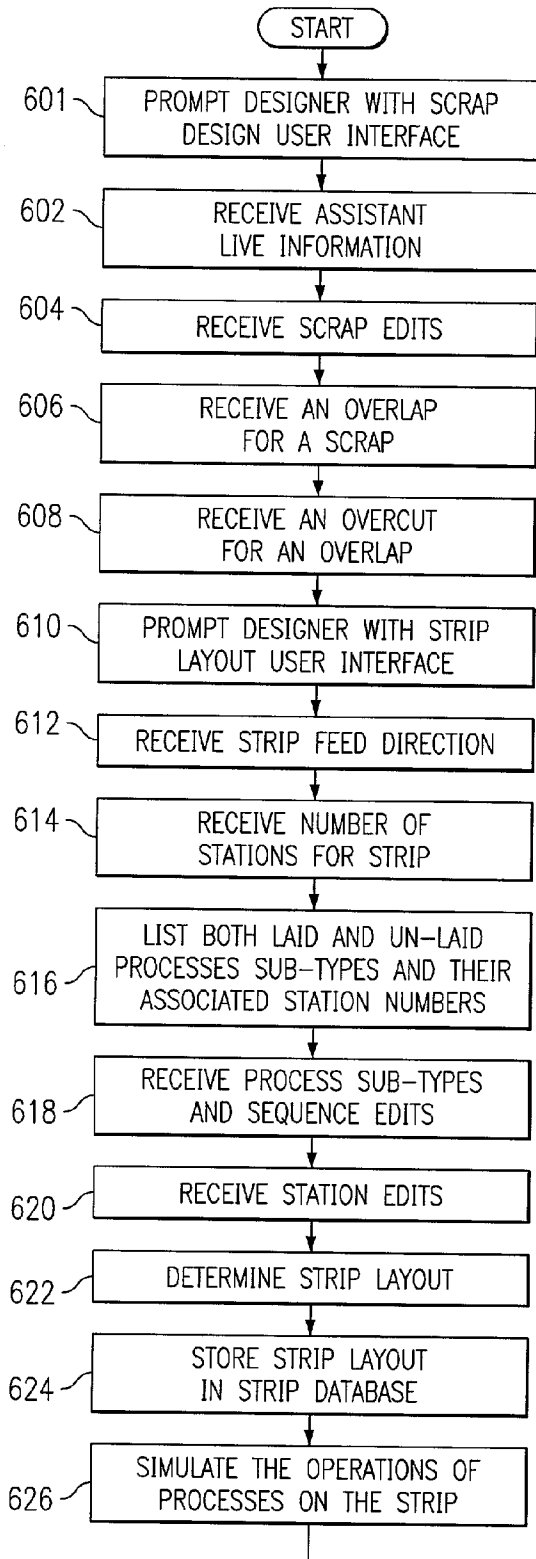 START
601
PROMPT DESIGNER WITH SCRAP
DESIGN USER INTERFACE
602
RECEIVE ASSISTANT
LIVE INFORMATION
604
RECEIVE SCRAP EDITS
606
RECEIVE AN OVERLAP
FOR A SCRAP
608
RECEIVE AN OVERCUT
FOR AN OVERLAP
610
PROMPT DESIGNER WITH STRIP
LAYOUT USER INTERFACE
612
RECEIVE STRIP FEED DIRECTION
614
RECEIVE NUMBER OF
STATIONS FOR STRIP
616
LIST BOTH LAID AND UN-LAID
PROCESSES SUB-TYPES AND THEIR
ASSOCIATED STATION NUMBERS
618
RECEIVE PROCESS SUB-TYPES
AND SEQUENCE EDITS
620
RECEIVE STATION EDITS
622
DETERMINE STRIP LAYOUT
624
STORE STRIP LAYOUT
IN STRIP DATABASE
626
SIMULATE THE OPERATIONS OF
PROCESSES ON THE STRIP